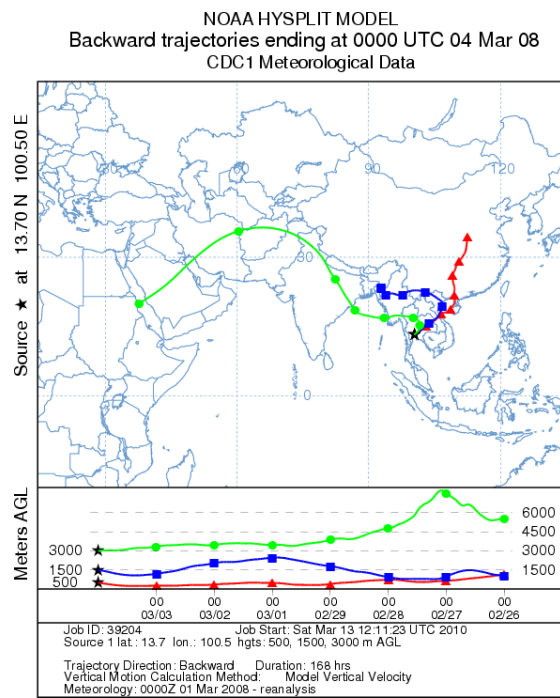 NOAA HYSPLIT MODEL
Backward trajectories ending at 0000 UTC 04 Mar 08
CDC1 Meteorological Data
Source ★ at 13.70 N 100.50 E
60 90 120
30
0
Meters AGL
6000
4500
3000 3000
1500 1500
500
00 00 00 00 00 00 00 00
03/03 03/02 03/01 02/29 02/28 02/27 02/26
Job ID: 39204 Job Start: Sat Mar 13 12:11:23 UTC 2010
Source 1 lat.: 13.7 lon.: 100.5 hgts: 500, 1500, 3000 m AGL
Trajectory Direction: Backward Duration: 168 hrs
Vertical Motion Calculation Method: Model Vertical Velocity
Meteorology: 0000Z 01 Mar 2008 - reanalysis